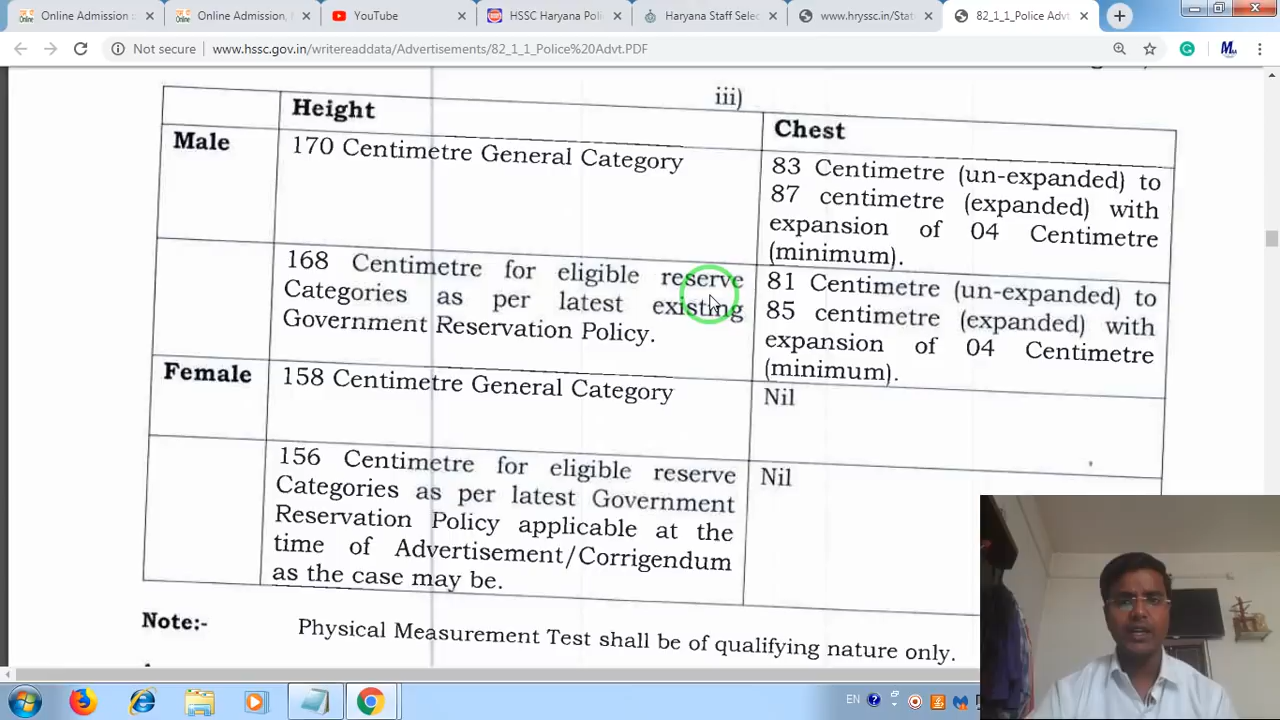 Online Admission
Online Admission, I
YouTube
HSSC Haryana Poli
Haryana Staff Selec
www.hryssc.in/Stat
82_1_1_Police Advt
Not secure
www.hssc.gov.in/writereaddata/Advertisements/82_1_1_Police%20Advt.PDF
iii)
Height
Chest
Male
170 Centimetre General Category
83 Centimetre (un-expanded) to
87 centimetre (expanded) with
expansion of 04 Centimetre
(minimum).
168 Centimetre for eligible reserve
Categories as per latest existing
Government Reservation Policy.
81 Centimetre (un-expanded) to
85 centimetre (expanded) with
expansion of 04 Centimetre
(minimum).
Female
158 Centimetre General Category
Nil
156 Centimetre for eligible reserve
Categories as per latest Government
Reservation Policy applicable at the
time of Advertisement/Corrigendum
as the case may be.
Nil
Note:-
Physical Measurement Test shall be of qualifying nature only.
EN